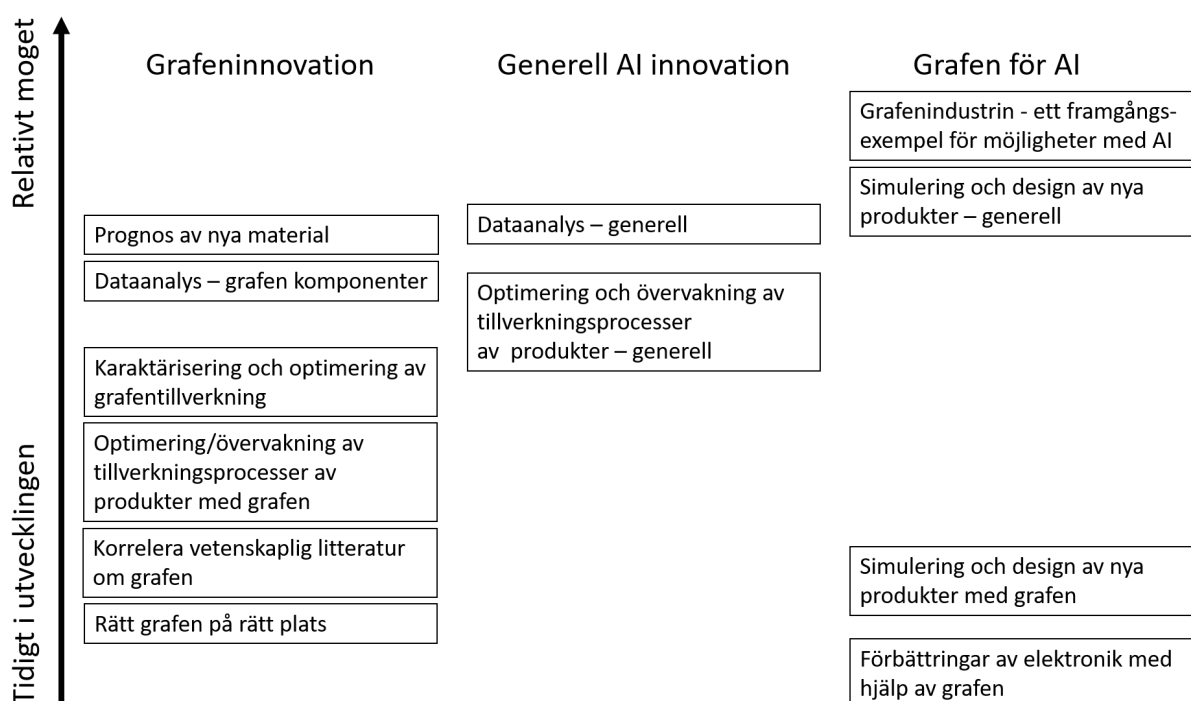 Relativt moget
Tidigt i utvecklingen
Grafeninnovation
Prognos av nya material
Dataanalys – grafen komponenter
Karaktärisering och optimering av
grafentillverkning
Optimering/övervakning av
tillverkningsprocesser av
produkter med grafen
Korrelera vetenskaplig litteratur
om grafen
Rätt grafen på rätt plats
Generell AI innovation
Dataanalys – generell
Optimering och övervakning av
tillverkningsprocesser
av produkter – generell
Grafen för AI
Grafenindustrin - ett framgångs-
exempel för möjligheter med AI
Simulering och design av nya
produkter – generell
Simulering och design av nya
produkter med grafen
Förbättringar av elektronik med
hjälp av grafen